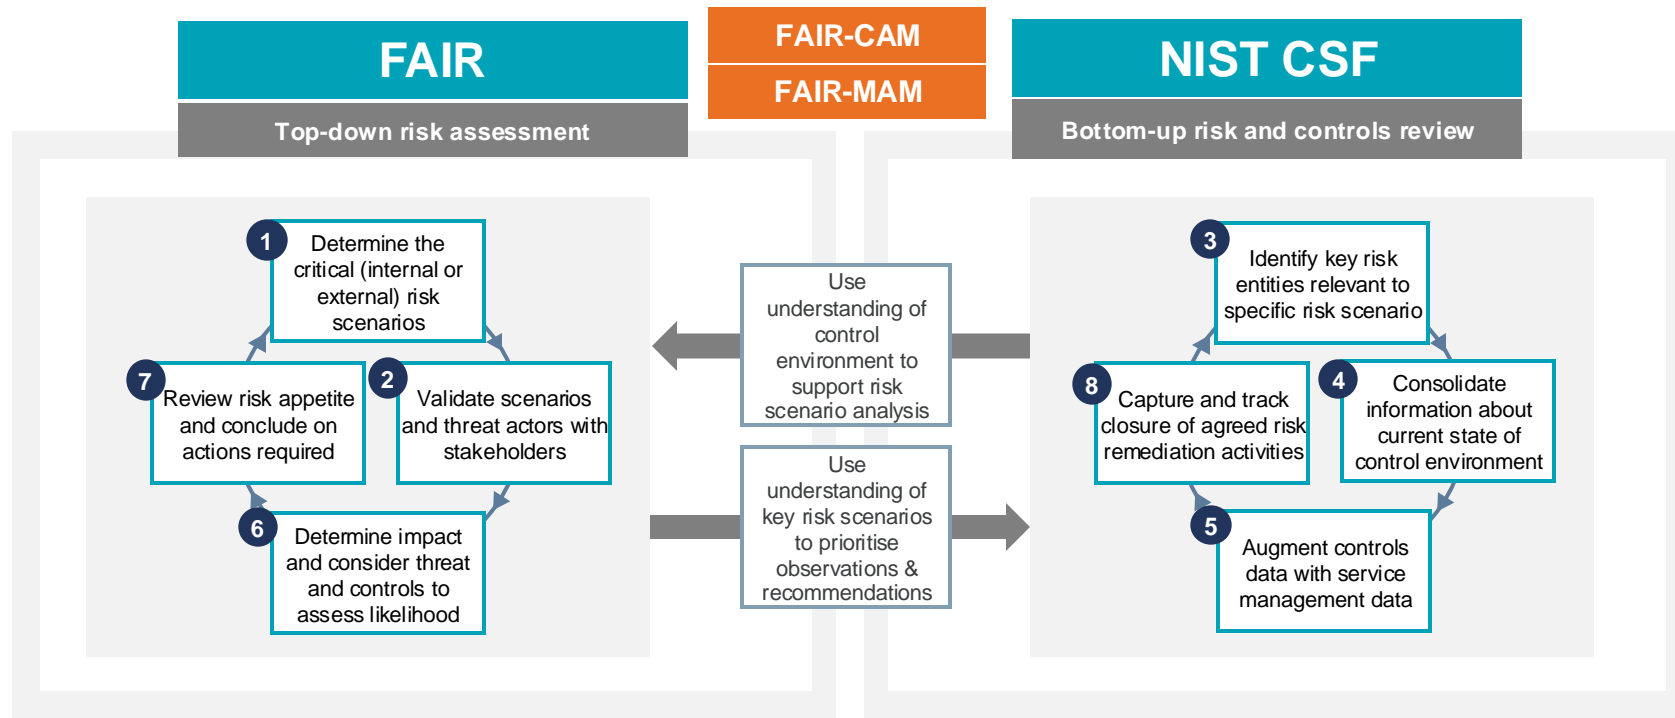 FAIR
Top-down risk assessment
FAIR-CAM
FAIR-MAM
NIST CSF
Bottom-up risk and controls review
1
Determine the
critical (internal or
external) risk
scenarios
2
Validate scenarios
and threat actors with
stakeholders
7
Review risk appetite
and conclude on
actions required
6
Determine impact
and consider threat
and controls to
assess likelihood
Use
understanding of
control
environment to
support risk
scenario analysis
Use
understanding of
key risk scenarios
to prioritise
observations &
recommendations
3
Identify key risk
entities relevant to
specific risk scenario
4
Consolidate
information about
current state of
control environment
8
Capture and track
closure of agreed risk
remediation activities
5
Augment controls
data with service
management data